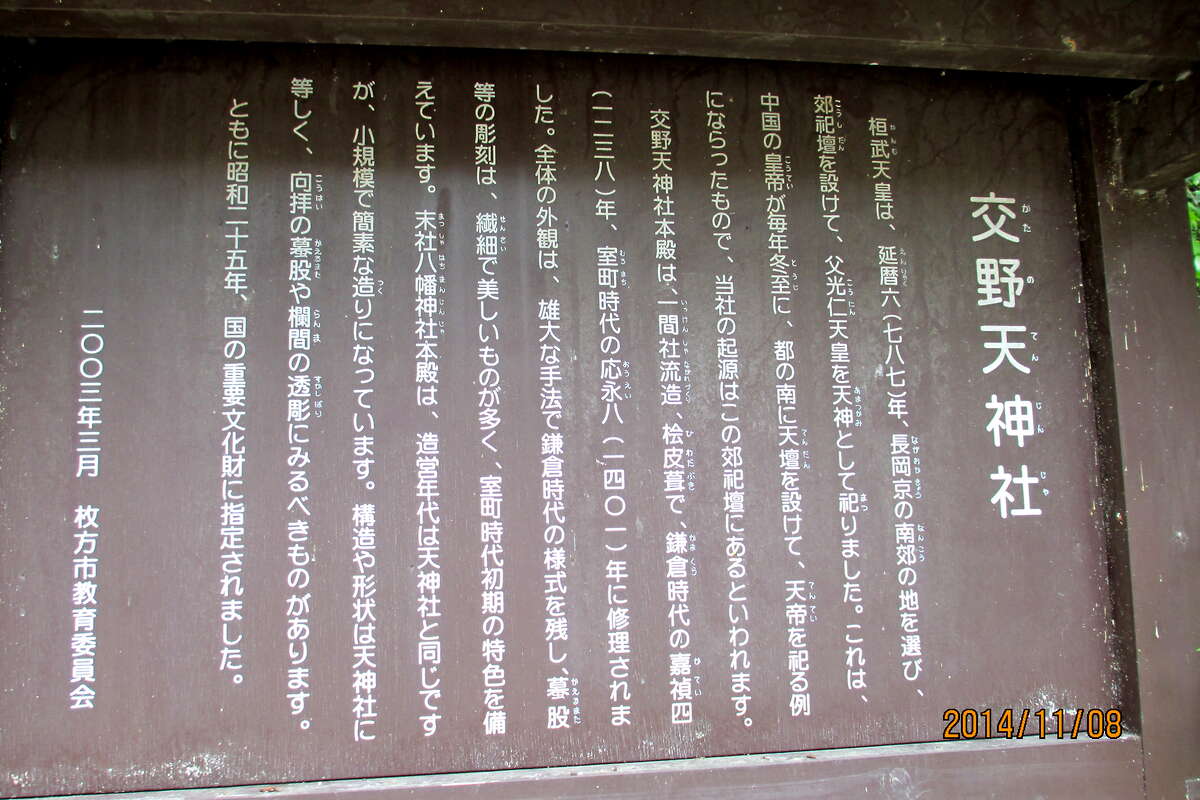 交野天神社
桓武天皇は、延暦六(七八七)年、長岡京の南郊の地を選び、
郊祀壇を設けて、父光仁天皇を天神として祀りました。これは、
中国の皇帝が毎年冬至に、都の南に天壇を設けて、天帝を祀る例
にならったもので、当社の起源はこの郊祀壇にあるといわれます。
交野天神社本殿は、一間社流造、桧皮葺で、鎌倉時代の嘉禎四
(一二三八)年、室町時代の応永八(一四〇一)年に修理されま
した。全体の外観は、雄大な手法で鎌倉時代の様式を残し、蟇股
等の彫刻は、繊細で美しいものが多く、室町時代初期の特色を備
えています。末社八幡神社本殿は、造営年代は天神社と同じです
が、小規模で簡素な造りになっています。構造や形状は天神社に
等しく、向拝の蟇股や欄間の透彫にみるべきものがあります。
ともに昭和二十五年、国の重要文化財に指定されました。
二〇〇三年三月 枚方市教育委員会
2014/11/08